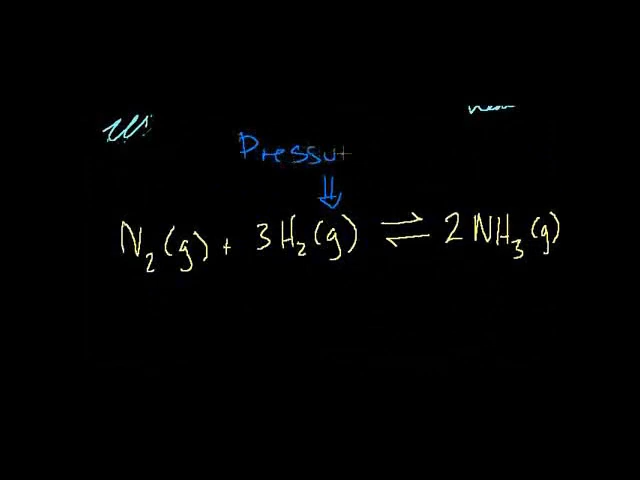 Pressu
N₂(g) + 3H₂(g) ⇌ 2NH₃(g)